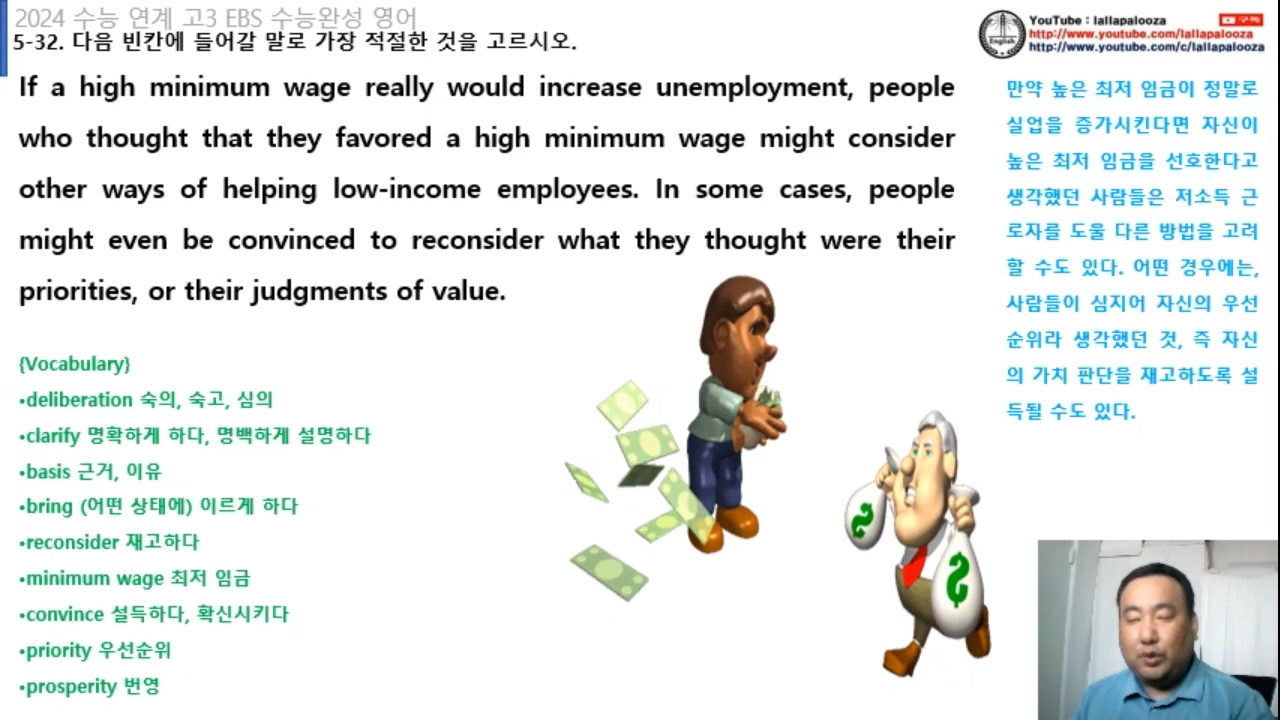 2024 수능 연계 고3 EBS 수능완성 영어
5-32. 다음 빈칸에 들어갈 말로 가장 적절한 것을 고르시오.
YouTube : lallapalooza
구독
http://www.youtube.com/lallapalooza
http://www.youtube.com/c/lallapalooza
English
If a high minimum wage really would increase unemployment, people
who thought that they favored a high minimum wage might consider
other ways of helping low-income employees. In some cases, people
might even be convinced to reconsider what they thought were their
priorities, or their judgments of value.
만약 높은 최저 임금이 정말로
실업을 증가시킨다면 자신이
높은 최저 임금을 선호한다고
생각했던 사람들은 저소득 근
로자를 도울 다른 방법을 고려
할 수도 있다. 어떤 경우에는,
사람들이 심지어 자신의 우선
순위라 생각했던 것, 즉 자신
의 가치 판단을 재고하도록 설
득될 수도 있다.
{Vocabulary}
•deliberation 숙의, 숙고, 심의
•clarify 명확하게 하다, 명백하게 설명하다
•basis 근거, 이유
•bring (어떤 상태에) 이르게 하다
•reconsider 재고하다
•minimum wage 최저 임금
•convince 설득하다, 확신시키다
•priority 우선순위
•prosperity 번영
$
$